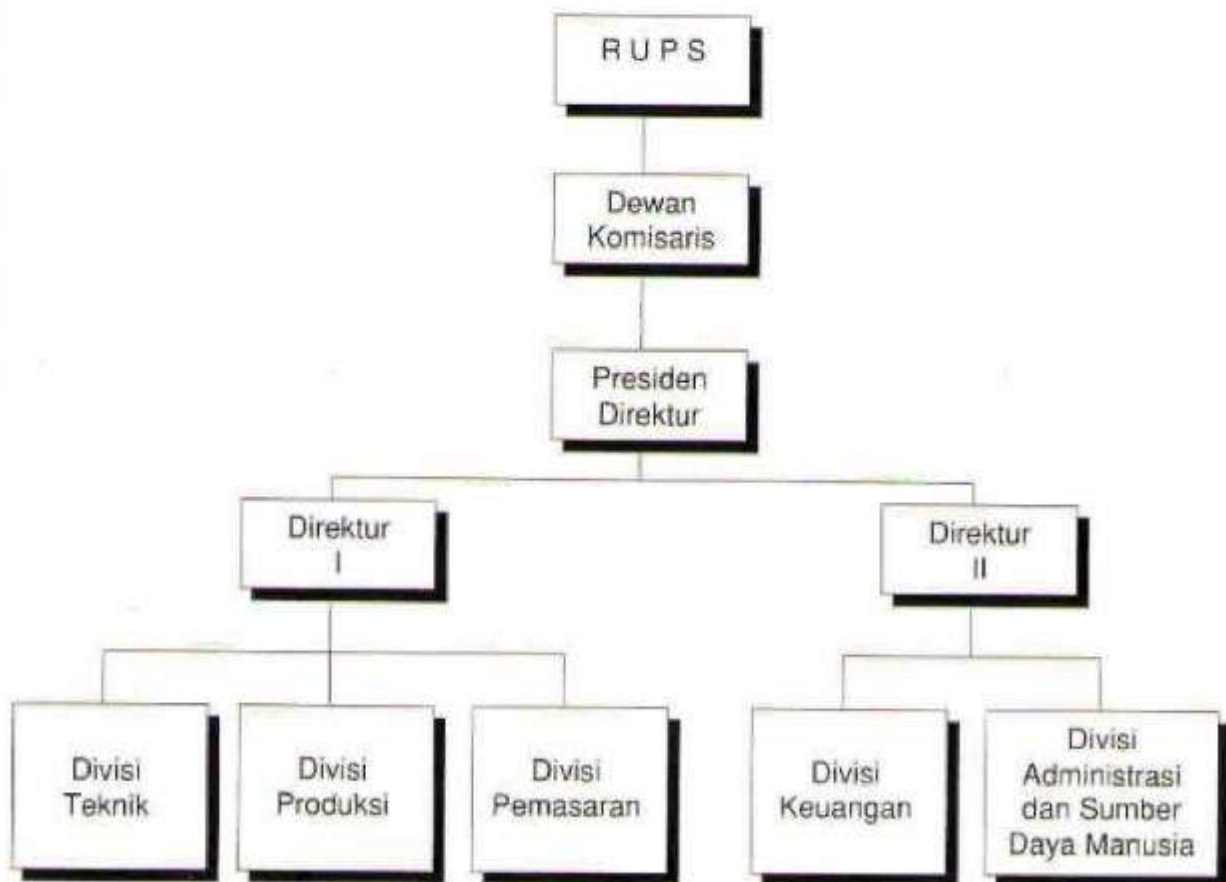 R U P S
Dewan
Komisaris
Presiden
Direktur
Direktur
I
Direktur
II
Divisi
Teknik
Divisi
Produksi
Divisi
Pemasaran
Divisi
Keuangan
Divisi
Administrasi
dan Sumber
Daya Manusia